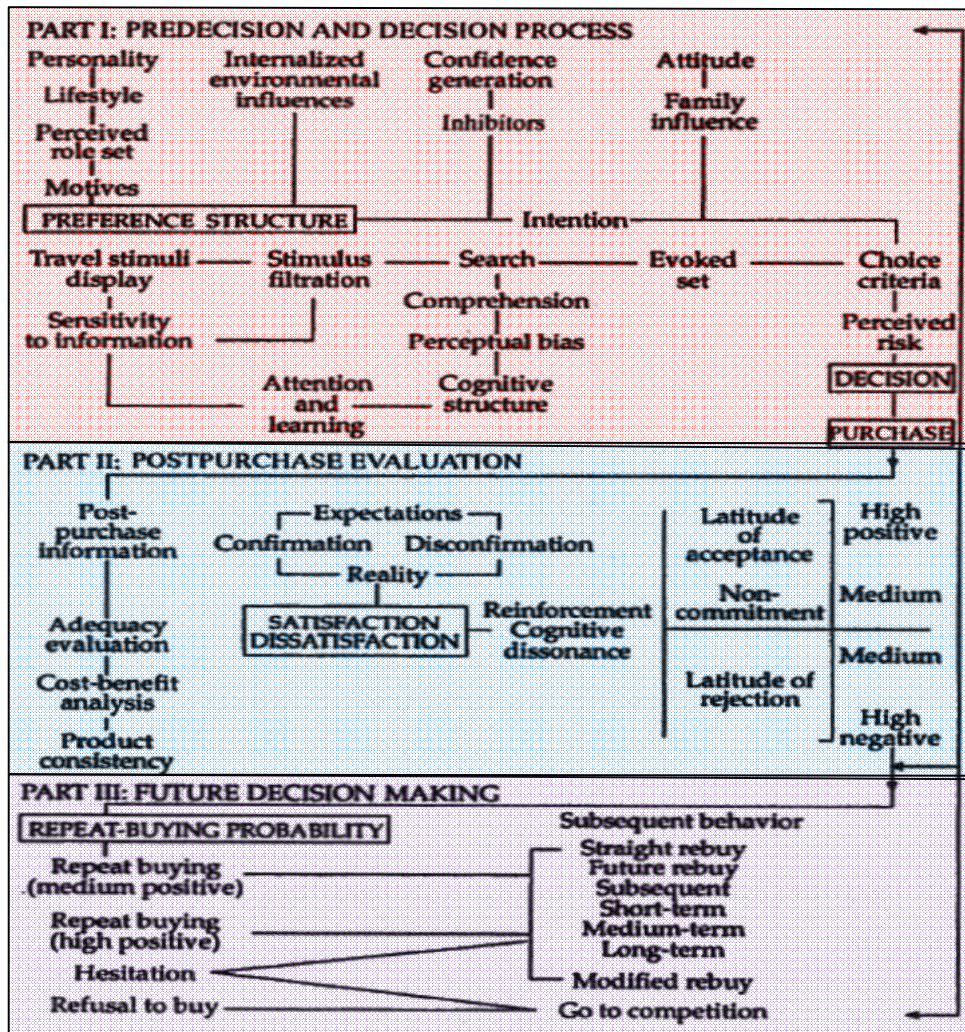 PART I: PREDECISION AND DECISION PROCESS
Personality
Lifestyle
Perceived
role set
Motives
Internalized
environmental
influences
Confidence
generation
Inhibitors
Attitude
Family
influence
PREFERENCE STRUCTURE
Intention
Travel stimuli
display
Stimulus
filtration
Search
Evoked
set
Choice
criteria
Sensitivity
to information
Comprehension
Perceptual bias
Perceived
risk
Attention
and
learning
Cognitive
structure
DECISION
PURCHASE
PART II: POSTPURCHASE EVALUATION
Post-
purchase
information
Adequacy
evaluation
Cost-benefit
analysis
Product
consistency
Expectations
Confirmation
Disconfirmation
Reality
SATISFACTION
DISSATISFACTION
Reinforcement
Cognitive
dissonance
Latitude
of
acceptance
Non-
commitment
Latitude of
rejection
High
positive
Medium
Medium
High
negative
PART III: FUTURE DECISION MAKING
REPEAT-BUYING PROBABILITY
Repeat buying
(medium positive)
Repeat buying
(high positive)
Hesitation
Refusal to buy
Subsequent behavior
Straight rebuy
Future rebuy
Subsequent
Short-term
Medium-term
Long-term
Modified rebuy
Go to competition